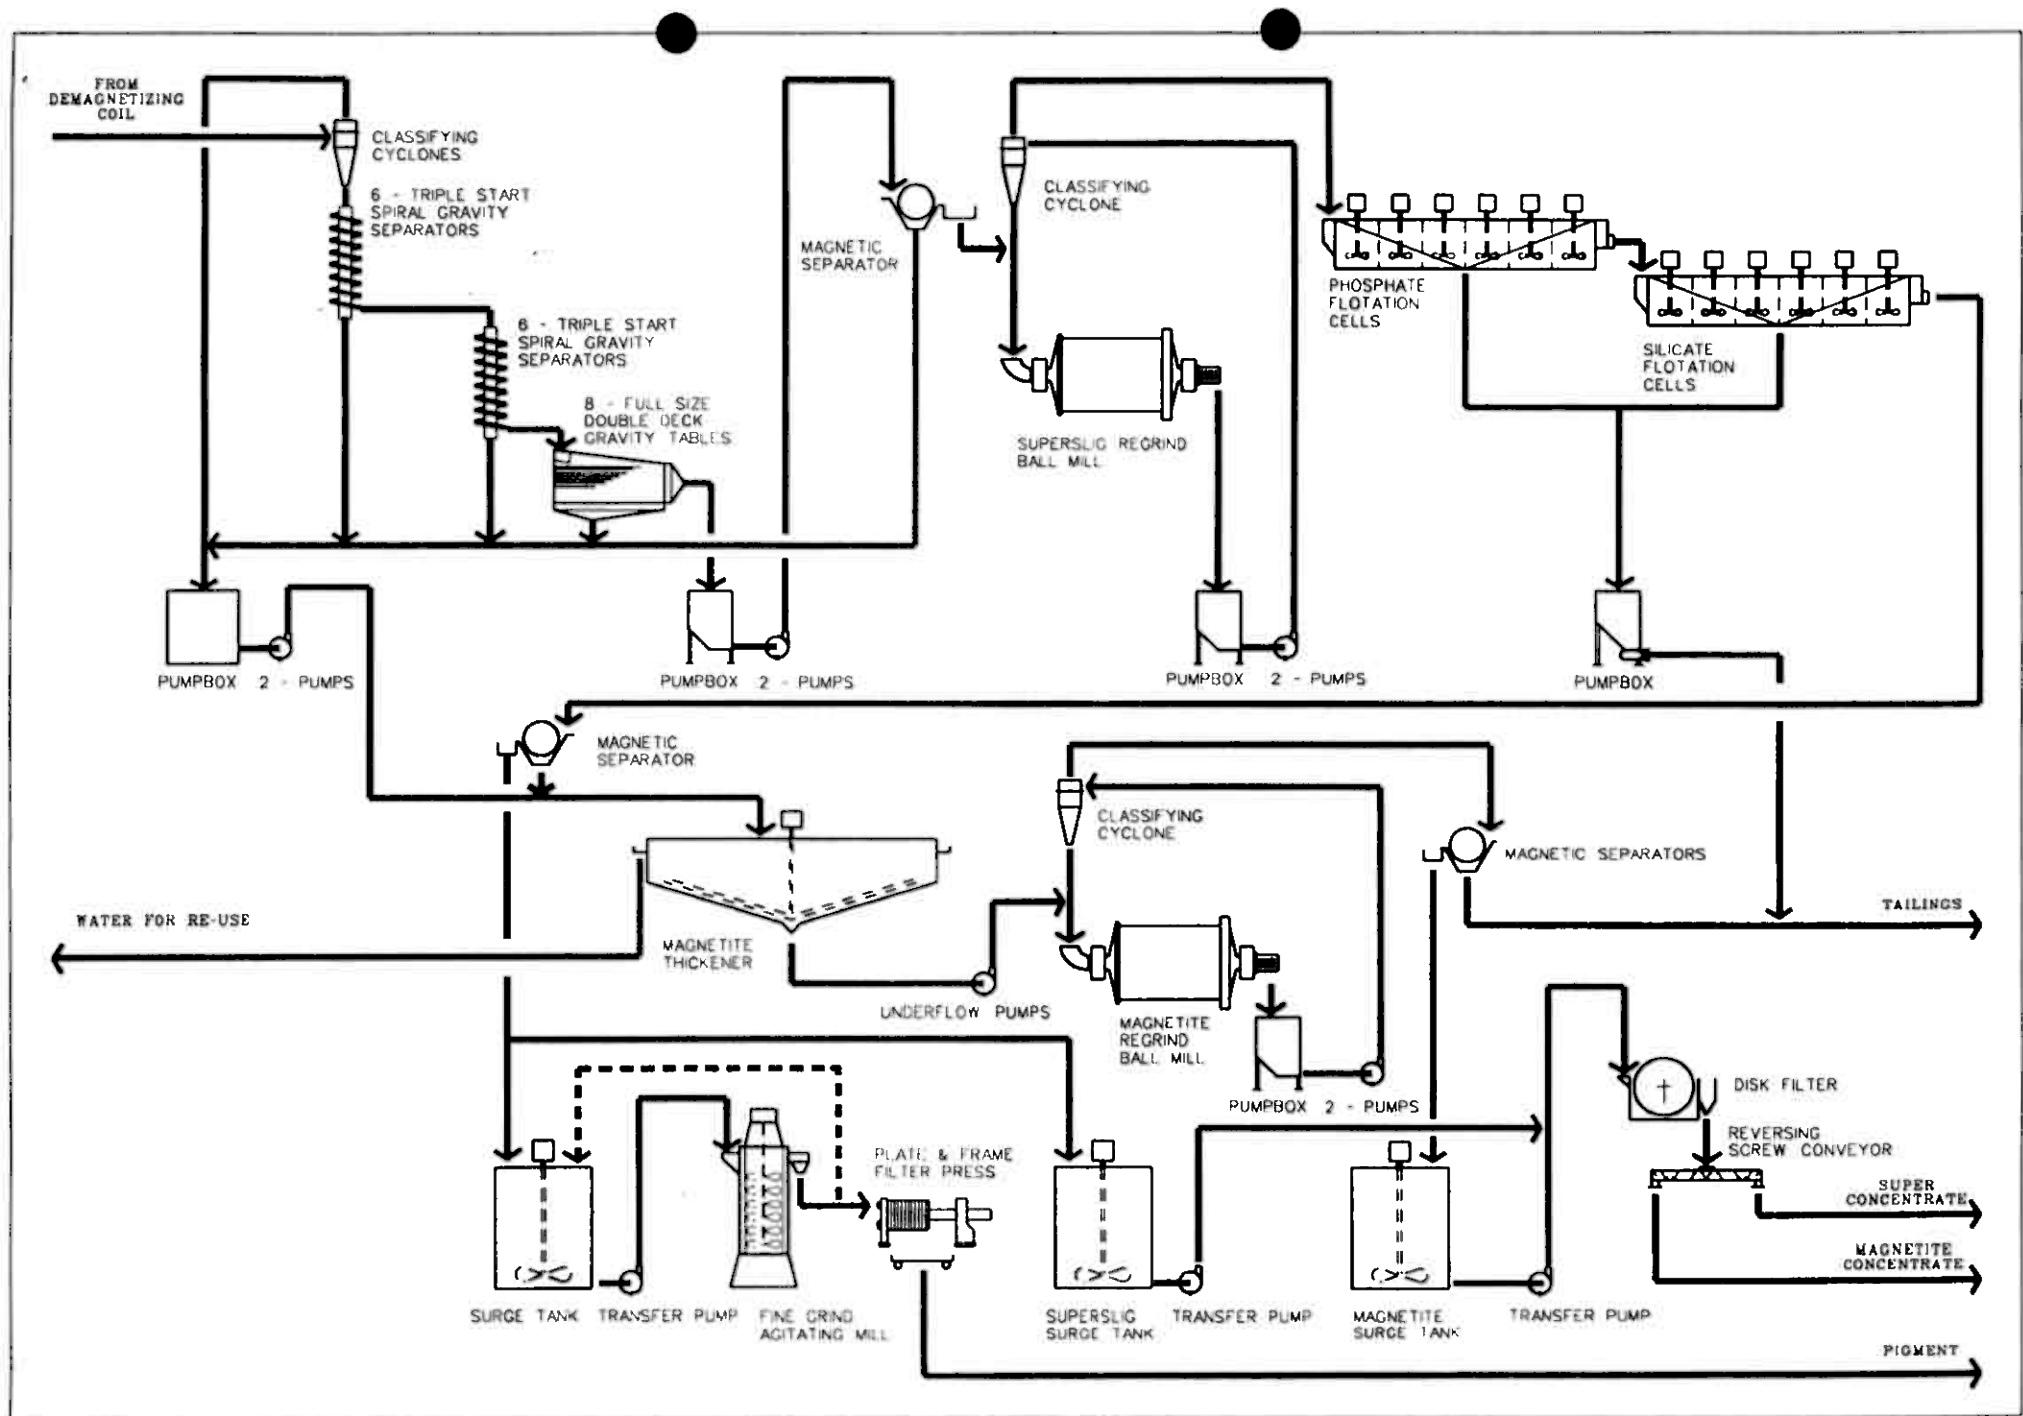 FROM
DEMAGNETIZING
COIL
CLASSIFYING
CYCLONES
6 - TRIPLE START
SPIRAL GRAVITY
SEPARATORS
6 - TRIPLE START
SPIRAL GRAVITY
SEPARATORS
8 - FULL SIZE
DOUBLE DECK
GRAVITY TABLES
MAGNETIC
SEPARATOR
CLASSIFYING
CYCLONE
SUPERSLIG REGRIND
BALL MILL
PHOSPHATE
FLOTATION
CELLS
SILICATE
FLOTATION
CELLS
PUMPBOX 2 - PUMPS
PUMPBOX 2 - PUMPS
PUMPBOX 2 - PUMPS
PUMPBOX
MAGNETIC
SEPARATOR
CLASSIFYING
CYCLONE
MAGNETIC SEPARATORS
TAILINGS
WATER FOR RE-USE
MAGNETITE
THICKENER
UNDERFLOW PUMPS
MAGNETITE
REGRIND
BALL MILL
PUMPBOX 2 - PUMPS
DISK FILTER
REVERSING
SCREW CONVEYOR
PLATE & FRAME
FILTER PRESS
SUPER
CONCENTRATE
MAGNETITE
CONCENTRATE
SURGE TANK
TRANSFER PUMP
FINE GRIND
AGITATING MILL
SUPERSLIG
SURGE TANK
TRANSFER PUMP
MAGNETITE
SURGE TANK
TRANSFER PUMP
PIGMENT